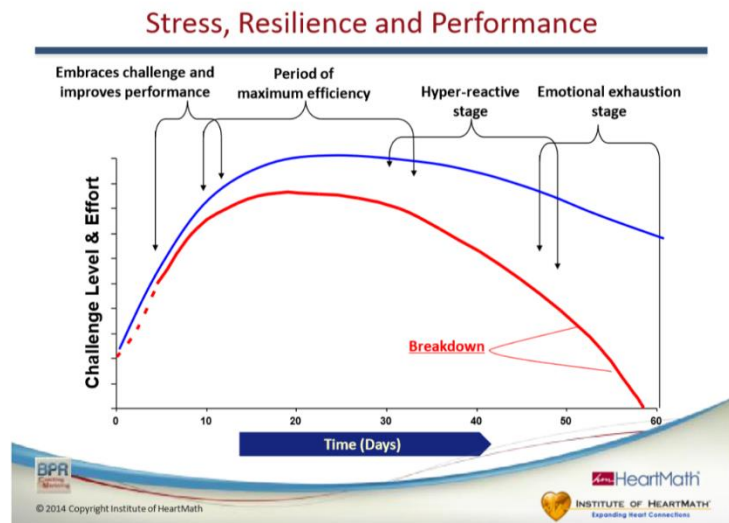 Stress, Resilience and Performance
Embraces challenge and
improves performance
Period of
maximum efficiency
Hyper-reactive
stage
Emotional exhaustion
stage
Challenge Level & Effort
Breakdown
0 10 20 30 40 50 60
Time (Days)
BPR
© 2014 Copyright Institute of HeartMath
hm HeartMath®
INSTITUTE OF HEARTMATH®
Expanding Heart Connections